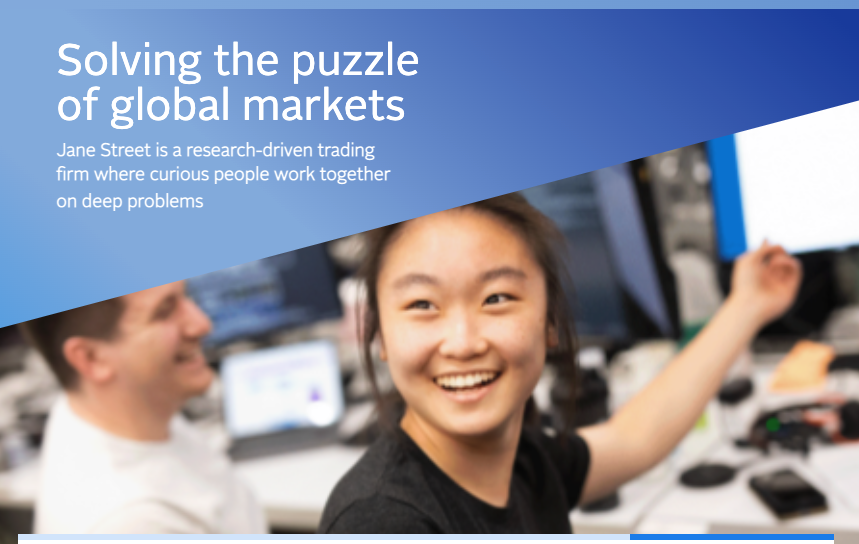 Solving the puzzle
of global markets
Jane Street is a research-driven trading
firm where curious people work together
on deep problems